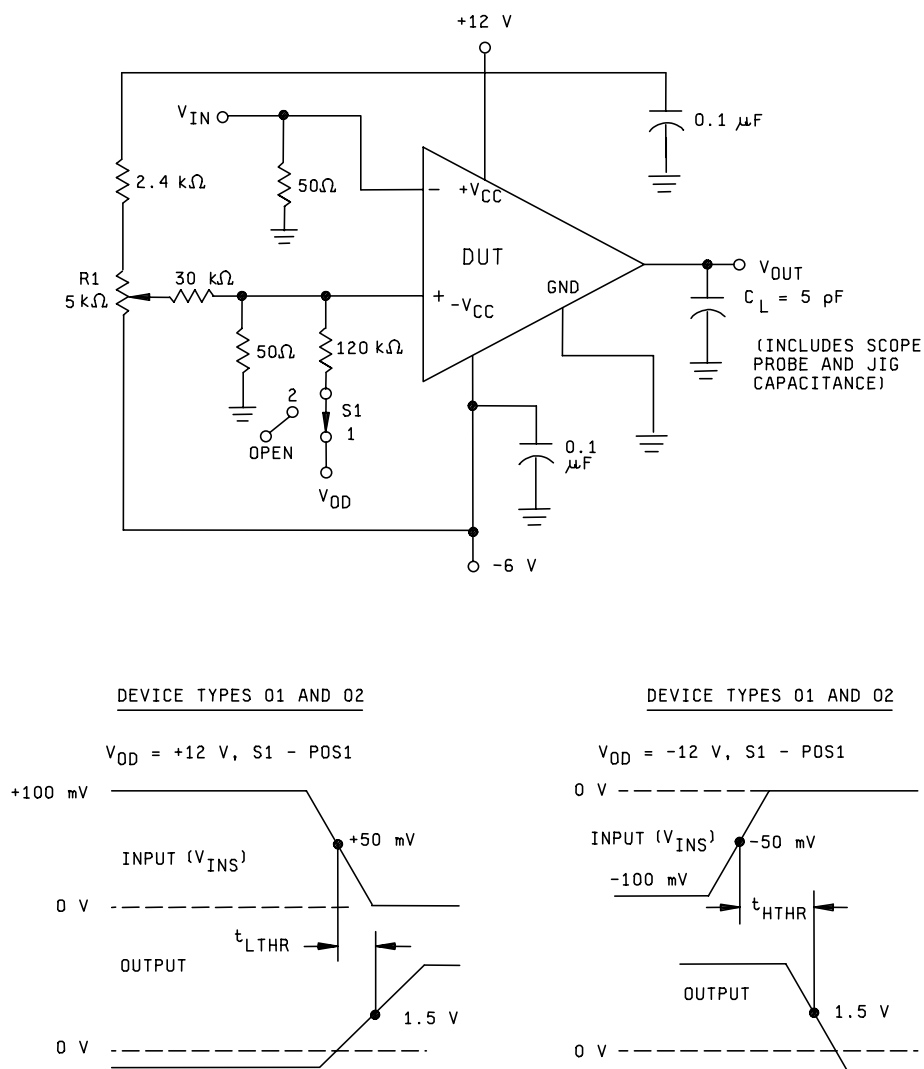 +12 V
V_IN
0.1 μF
2.4 kΩ
50Ω
−
+V_CC
DUT
R1
5 kΩ
30 kΩ
+
-V_CC
GND
V_OUT
C_L = 5 pF
(INCLUDES SCOPE
PROBE AND JIG
CAPACITANCE)
50Ω
120 kΩ
2
S1
1
OPEN
V_OD
0.1
μF
-6 V
DEVICE TYPES 01 AND 02
V_OD = +12 V, S1 - POS1
+100 mV
+50 mV
INPUT (V_INS)
0 V
t_LTHR
OUTPUT
1.5 V
0 V
DEVICE TYPES 01 AND 02
V_OD = -12 V, S1 - POS1
0 V
INPUT (V_INS)
-50 mV
-100 mV
t_HTHR
OUTPUT
1.5 V
0 V